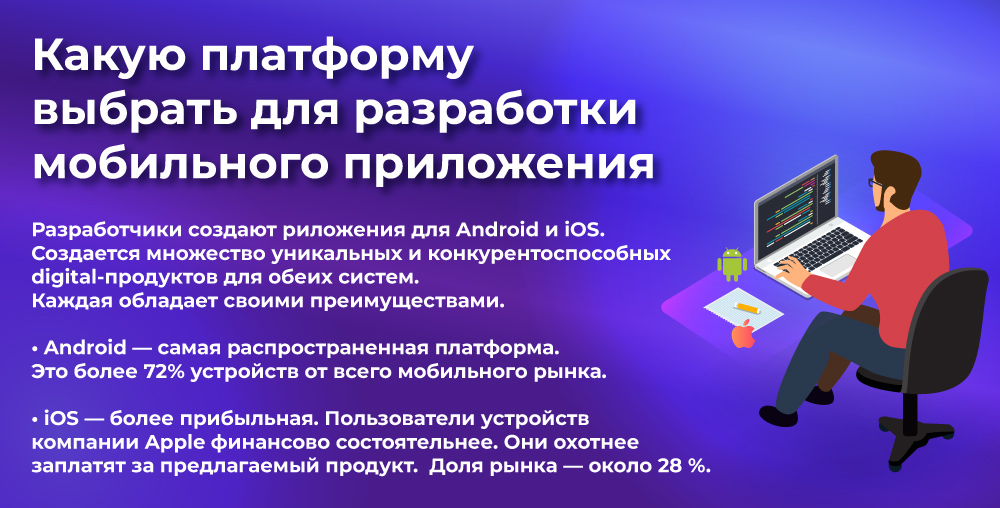 Какую платформу
выбрать для разработки
мобильного приложения
Разработчики создают риложения для Android и iOS.
Создается множество уникальных и конкурентоспособных
digital-продуктов для обеих систем.
Каждая обладает своими преимуществами.
• Android — самая распространенная платформа.
Это более 72% устройств от всего мобильного рынка.
• iOS — более прибыльная. Пользователи устройств
компании Apple финансово состоятельнее. Они охотнее
заплатят за предлагаемый продукт.  Доля рынка — около 28 %.